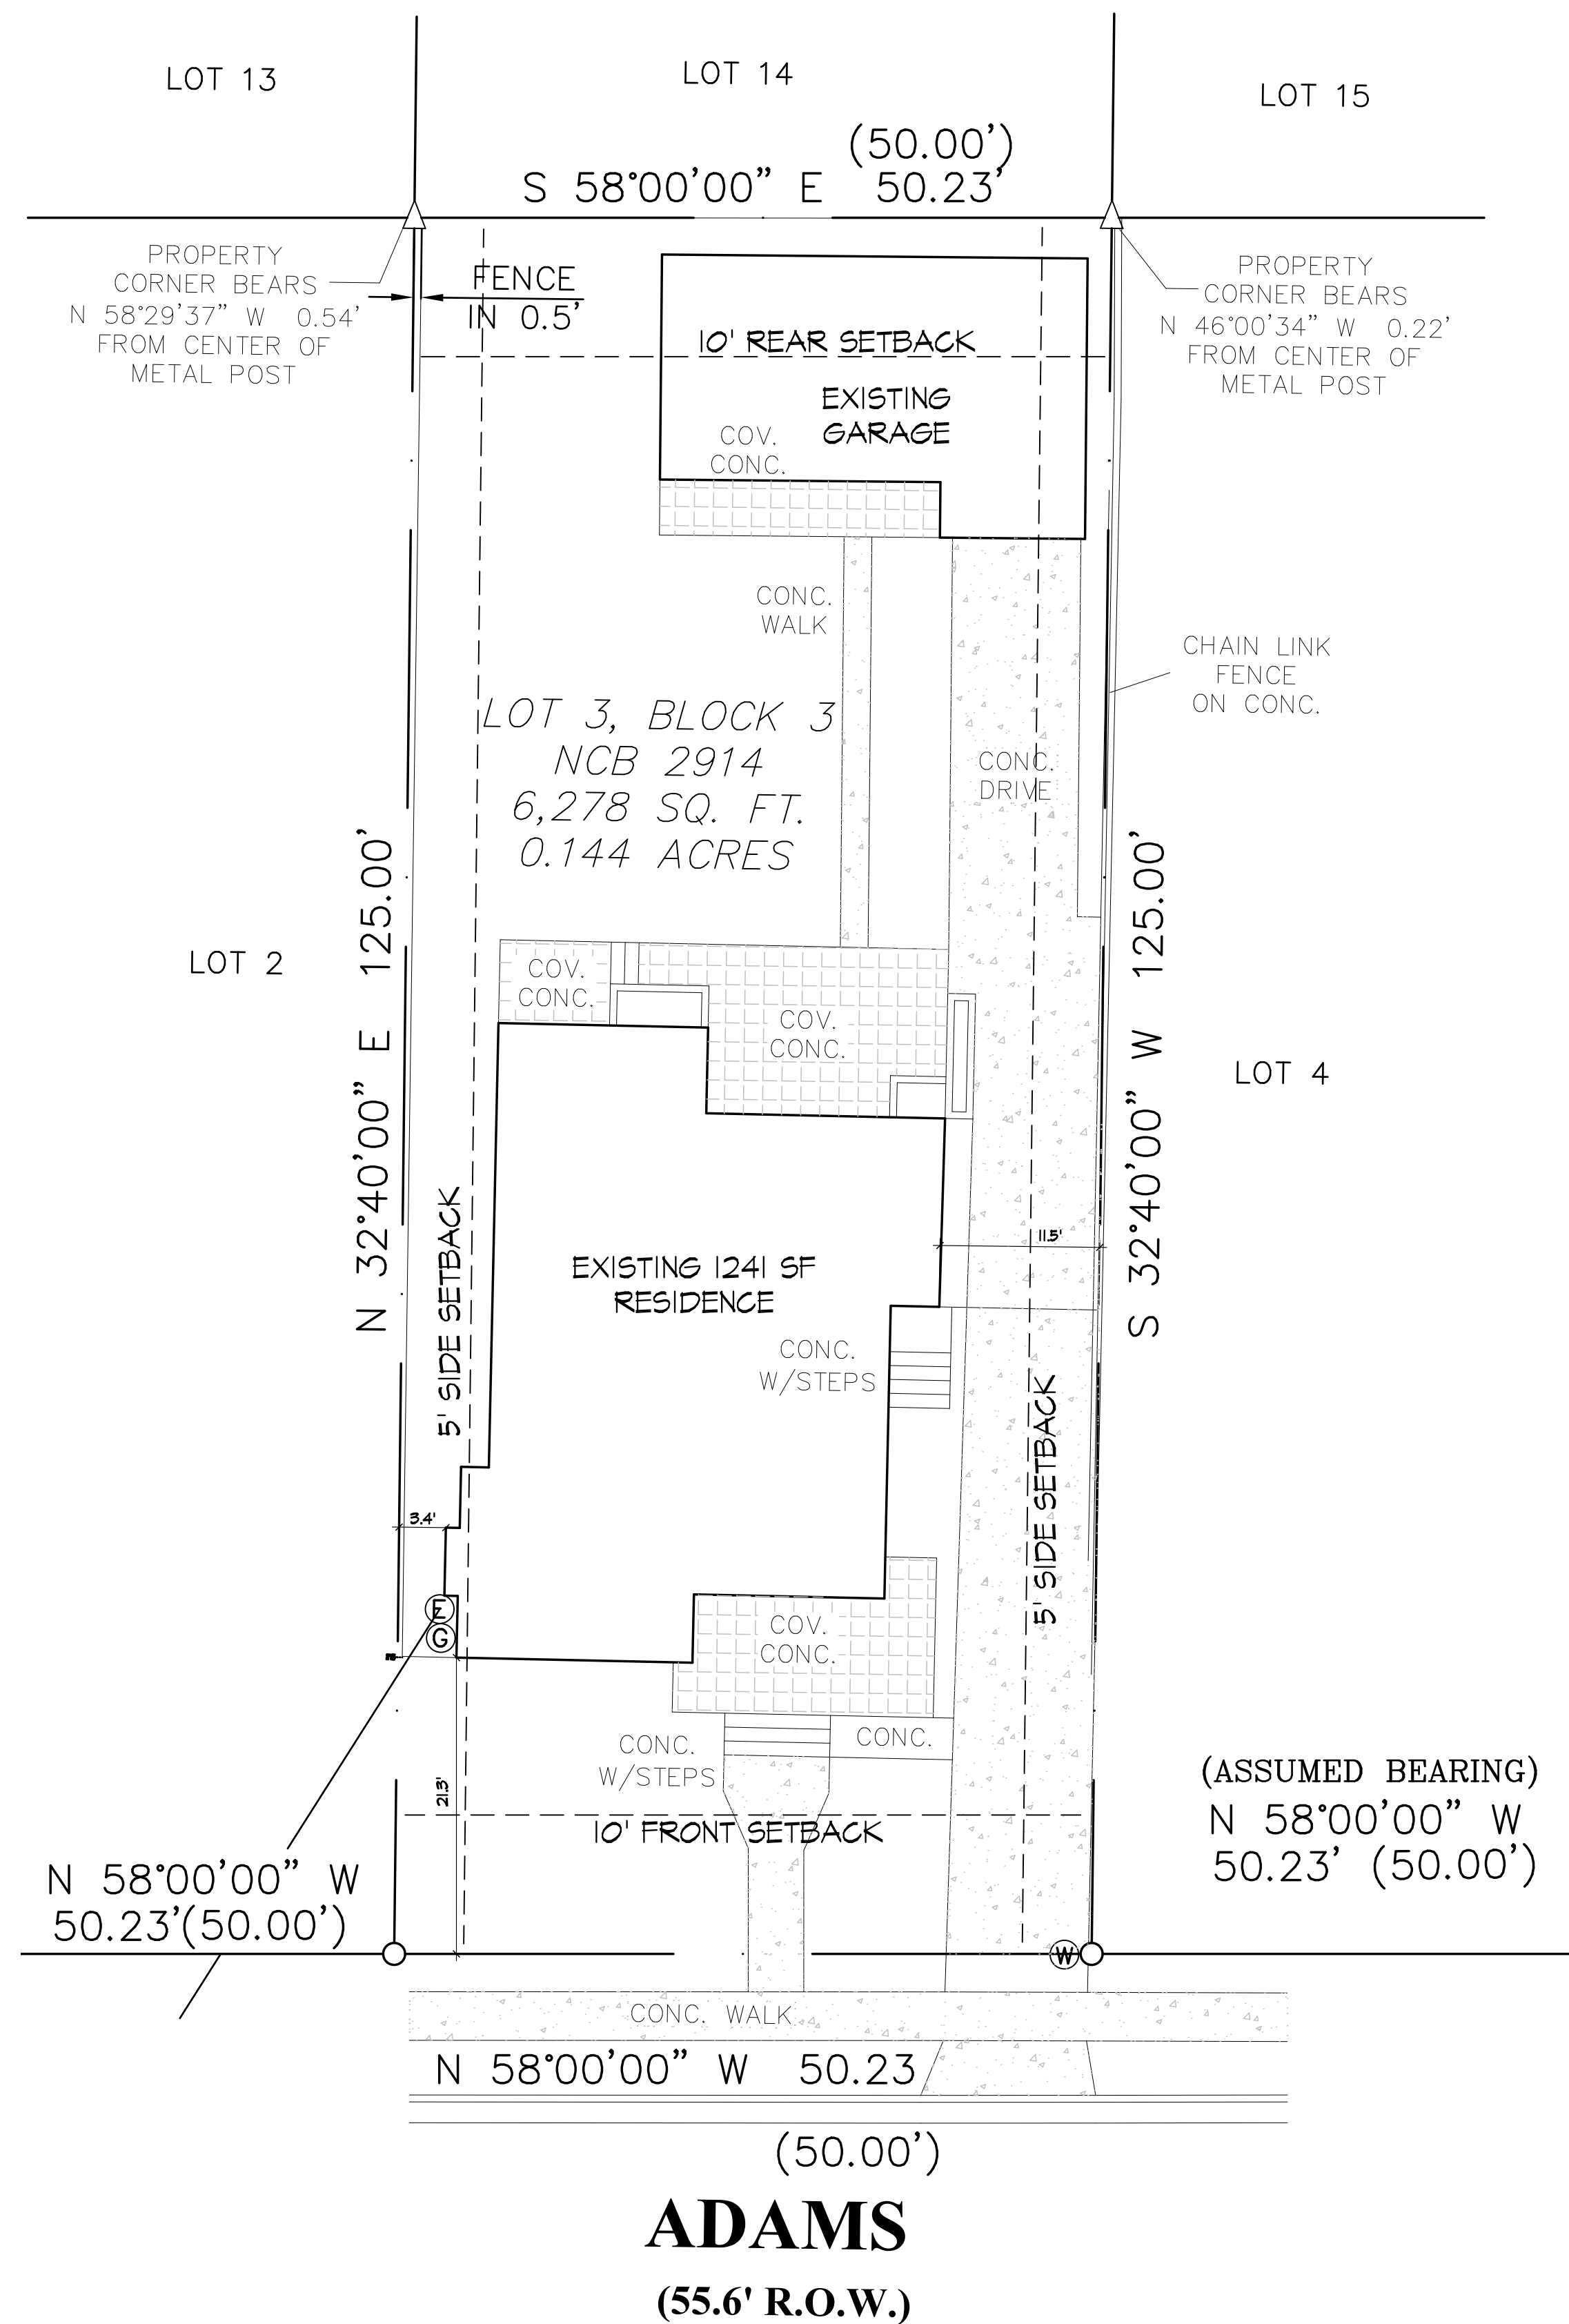 LOT 13
LOT 14
LOT 15
(50.00')
S 58°00'00" E 50.23'
PROPERTY
CORNER BEARS
N 58°29'37" W 0.54'
FROM CENTER OF
METAL POST
FENCE
IN 0.5'
PROPERTY
CORNER BEARS
N 46°00'34" W 0.22'
FROM CENTER OF
METAL POST
10' REAR SETBACK
EXISTING
GARAGE
COV.
CONC.
CONC.
WALK
CHAIN LINK
FENCE
ON CONC.
LOT 3, BLOCK 3
NCB 2914
6,278 SQ. FT.
0.144 ACRES
CONC.
DRIVE
N 32°40'00" E 125.00'
S 32°40'00" W 125.00'
LOT 2
COV.
CONC.
COV.
CONC.
LOT 4
5' SIDE SETBACK
EXISTING 1241 SF
RESIDENCE
11.5'
CONC.
W/STEPS
5' SIDE SETBACK
3.4'
E
G
COV.
CONC.
CONC.
W/STEPS
CONC.
21.3'
10' FRONT SETBACK
(ASSUMED BEARING)
N 58°00'00" W
50.23' (50.00')
N 58°00'00" W
50.23'(50.00')
W
CONC. WALK
N 58°00'00" W 50.23
(50.00')
ADAMS
(55.6' R.O.W.)